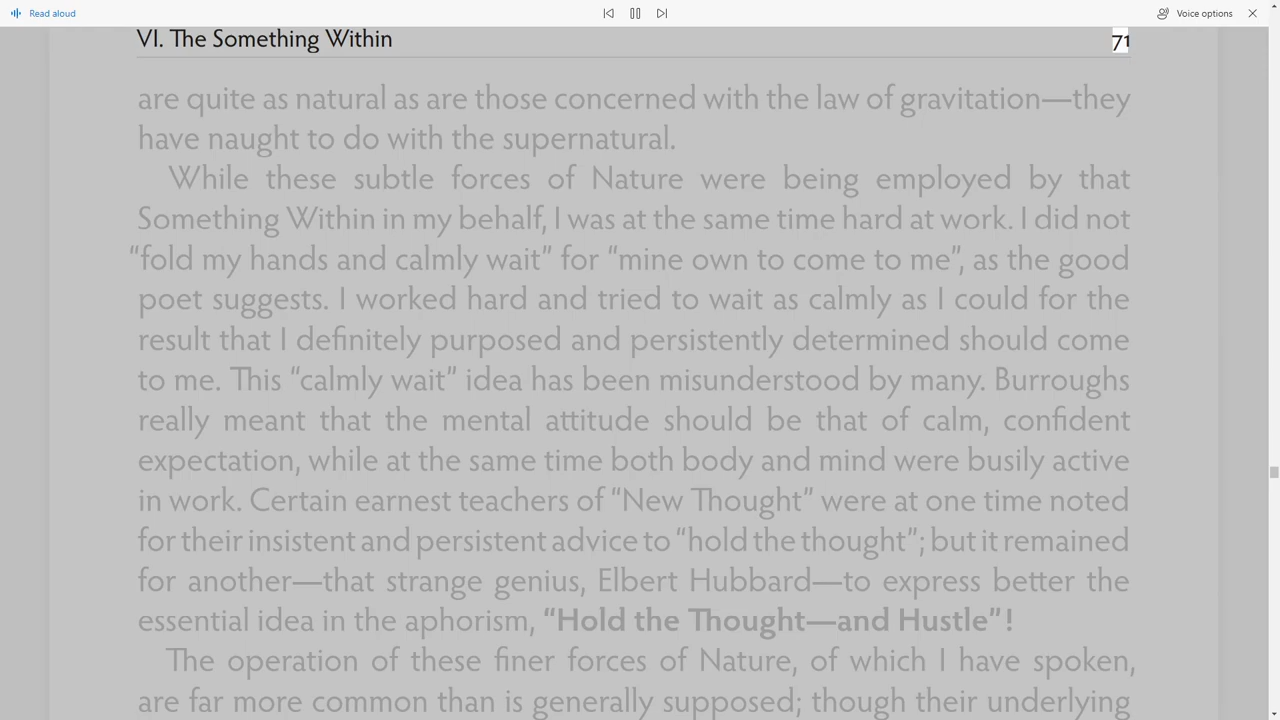 Read aloud
Voice options
VI. The Something Within 71
are quite as natural as are those concerned with the law of gravitation—they
have naught to do with the supernatural.
While these subtle forces of Nature were being employed by that
Something Within in my behalf, I was at the same time hard at work. I did not
“fold my hands and calmly wait” for “mine own to come to me”, as the good
poet suggests. I worked hard and tried to wait as calmly as I could for the
result that I definitely purposed and persistently determined should come
to me. This “calmly wait” idea has been misunderstood by many. Burroughs
really meant that the mental attitude should be that of calm, confident
expectation, while at the same time both body and mind were busily active
in work. Certain earnest teachers of “New Thought” were at one time noted
for their insistent and persistent advice to “hold the thought”; but it remained
for another—that strange genius, Elbert Hubbard—to express better the
essential idea in the aphorism, “Hold the Thought—and Hustle”!
The operation of these finer forces of Nature, of which I have spoken,
are far more common than is generally supposed; though their underlying